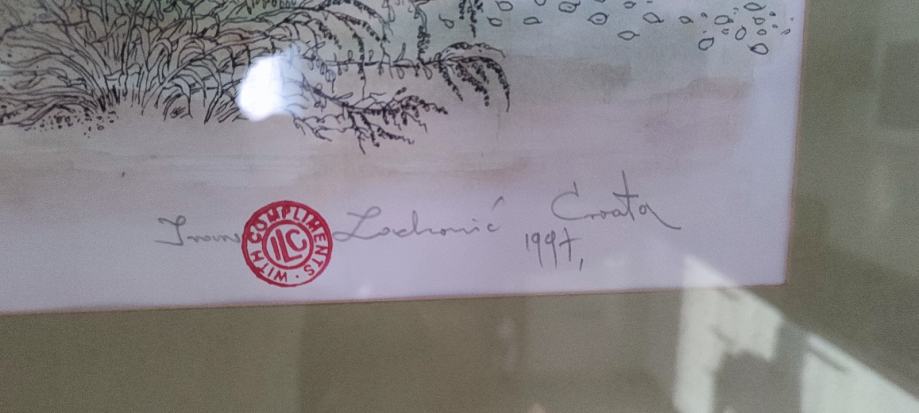 Ivan Lacković Croata
1997,
WITH COMPLIMENTS
ILC